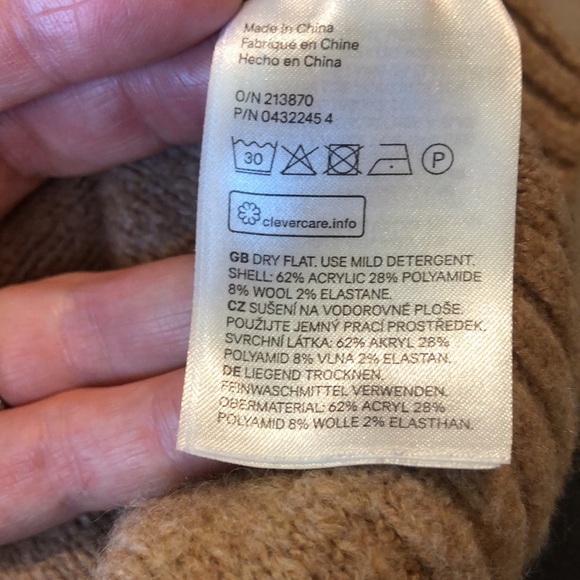 Made in China
Fabriqué en Chine
Hecho en China
O/N 213870
P/N 0432245 4
30 P
clevercare.info
GB DRY FLAT. USE MILD DETERGENT.
SHELL: 62% ACRYLIC 28% POLYAMIDE
8% WOOL 2% ELASTANE.
CZ SUŠENÍ NA VODOROVNÉ PLOŠE.
POUŽIJTE JEMNÝ PRACÍ PROSTŘEDEK.
SVRCHNÍ LÁTKA: 62% AKRYL 28%
POLYAMID 8% VLNA 2% ELASTAN.
DE LIEGEND TROCKNEN.
FEINWASCHMITTEL VERWENDEN.
OBERMATERIAL: 62% ACRYL 28%
POLYAMID 8% WOLLE 2% ELASTHAN.